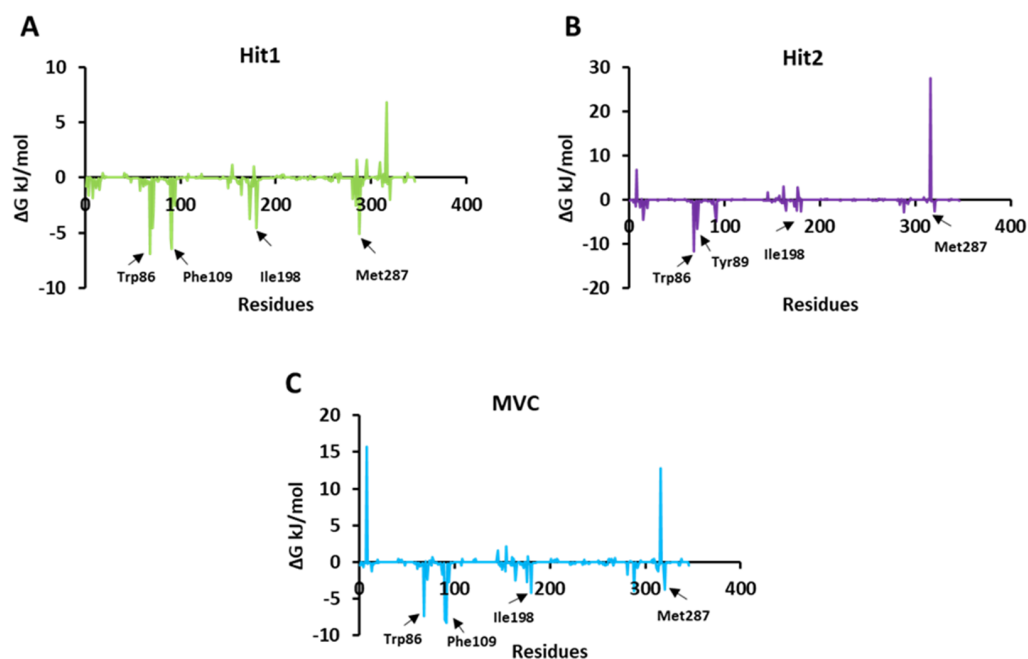 A
Hit1
10
5
0
-5
-10
ΔG kJ/mol
0 100 200 300 400
Trp86 Phe109 Ile198 Met287
Residues
B
Hit2
30
20
10
0
-10
-20
ΔG kJ/mol
0 100 200 300 400
Trp86 Tyr89 Ile198 Met287
Residues
C
MVC
20
15
10
5
0
-5
-10
ΔG kJ/mol
0 100 200 300 400
Trp86 Phe109 Ile198 Met287
Residues